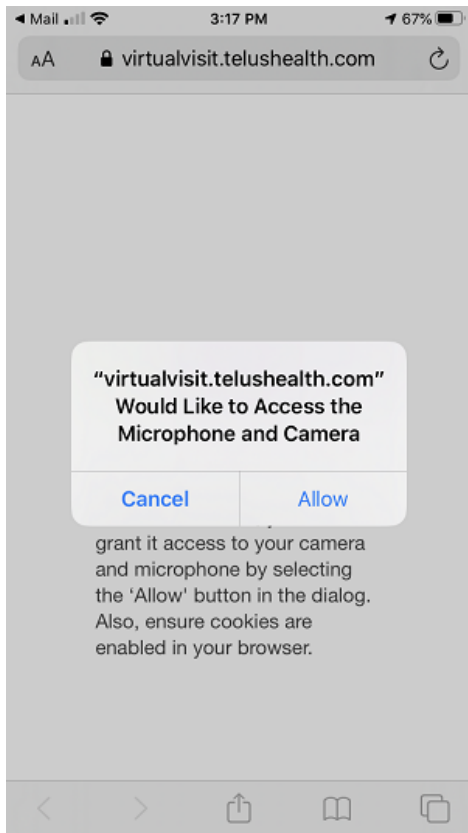 Mail 3:17 PM 67%
AA virtualvisit.telushealth.com
“virtualvisit.telushealth.com”
Would Like to Access the
Microphone and Camera
Cancel Allow
grant it access to your camera
and microphone by selecting
the ‘Allow' button in the dialog.
Also, ensure cookies are
enabled in your browser.